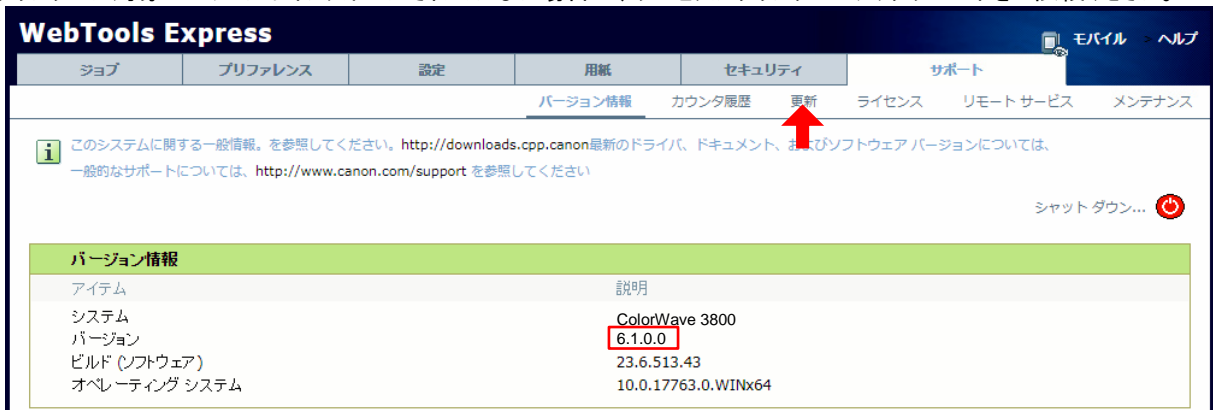 WebTools Express
モバイル ヘルプ
ジョブ プリファレンス 設定 用紙 セキュリティ サポート
バージョン情報 カウンタ履歴 更新 ライセンス リモート サービス メンテナンス
このシステムに関する一般情報。を参照してください。http://downloads.cpp.canon最新のドライバ、ドキュメント、およびソフトウェア バージョンについては、
一般的なサポートについては、http://www.canon.com/support を参照してください
シャット ダウン...
バージョン情報
アイテム 説明
システム ColorWave 3800
バージョン 6.1.0.0
ビルド (ソフトウェア) 23.6.513.43
オペレーティング システム 10.0.17763.0.WINx64